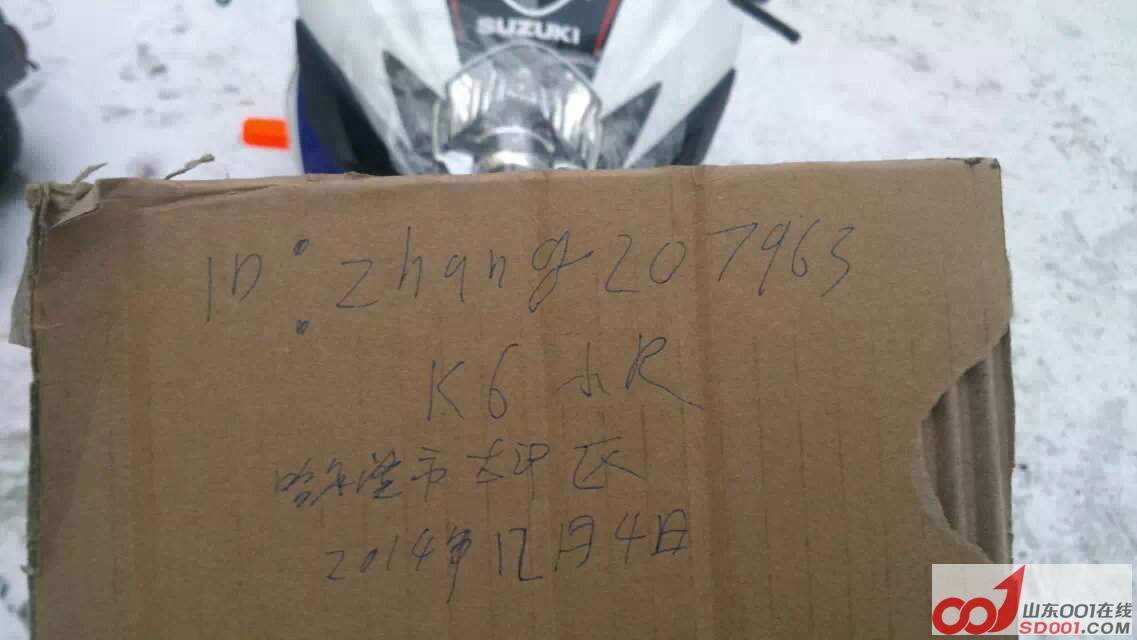 SUZUKI
ID:zhang207963
K6 小R
哈尔滨市太平区
2014年12月4日
山东001在线
SD001.COM